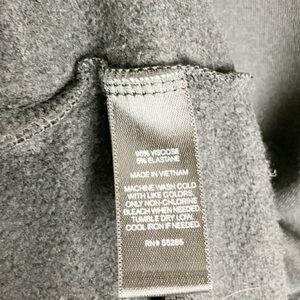 95% VISCOSE
5% ELASTANE
MADE IN VIETNAM
MACHINE WASH COLD
WITH LIKE COLORS.
ONLY NON-CHLORINE
BLEACH WHEN NEEDED.
TUMBLE DRY LOW.
COOL IRON IF NEEDED.
RN# 55285